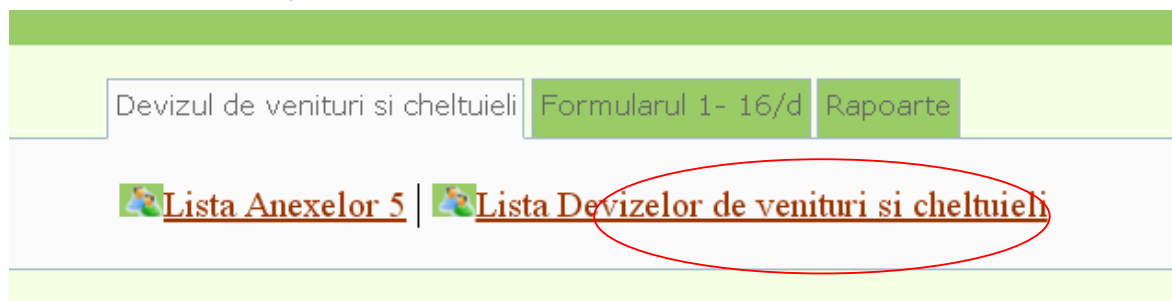 Devizul de venituri si cheltuieli Formularul 1- 16/d Rapoarte
Lista Anexelor 5 | Lista Devizelor de venituri si cheltuieli